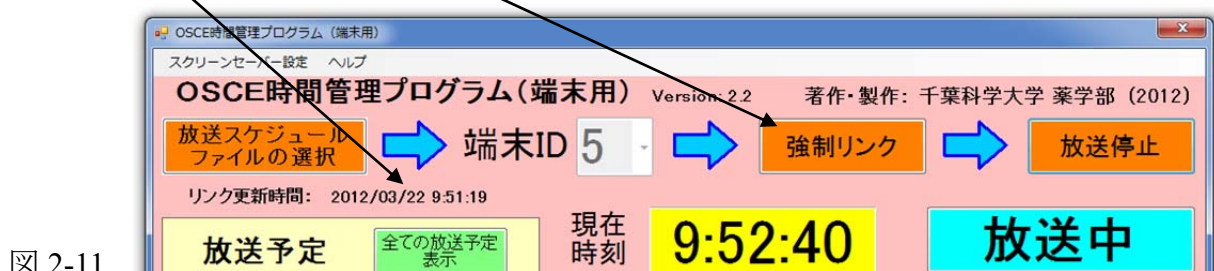 OSCE時間管理プログラム（端末用）
スクリーンセーバー設定 ヘルプ
OSCE時間管理プログラム（端末用） Version: 2.2 著作・製作： 千葉科学大学 薬学部（2012）
放送スケジュール
ファイルの選択
端末ID 5
強制リンク
放送停止
リンク更新時間： 2012/03/22 9:51:19
放送予定
全ての放送予定
表示
現在
時刻
9:52:40
放送中
図 2-11